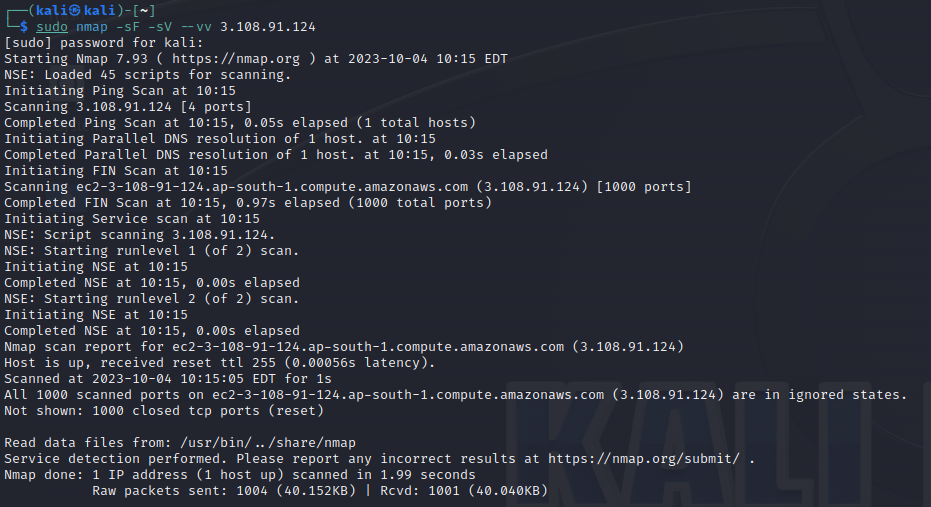 ┌──(kali㉿kali)-[~]
└─$ sudo nmap -sF -sV --vv 3.108.91.124
[sudo] password for kali:
Starting Nmap 7.93 ( https://nmap.org ) at 2023-10-04 10:15 EDT
NSE: Loaded 45 scripts for scanning.
Initiating Ping Scan at 10:15
Scanning 3.108.91.124 [4 ports]
Completed Ping Scan at 10:15, 0.05s elapsed (1 total hosts)
Initiating Parallel DNS resolution of 1 host. at 10:15
Completed Parallel DNS resolution of 1 host. at 10:15, 0.03s elapsed
Initiating FIN Scan at 10:15
Scanning ec2-3-108-91-124.ap-south-1.compute.amazonaws.com (3.108.91.124) [1000 ports]
Completed FIN Scan at 10:15, 0.97s elapsed (1000 total ports)
Initiating Service scan at 10:15
NSE: Script scanning 3.108.91.124.
NSE: Starting runlevel 1 (of 2) scan.
Initiating NSE at 10:15
Completed NSE at 10:15, 0.00s elapsed
NSE: Starting runlevel 2 (of 2) scan.
Initiating NSE at 10:15
Completed NSE at 10:15, 0.00s elapsed
Nmap scan report for ec2-3-108-91-124.ap-south-1.compute.amazonaws.com (3.108.91.124)
Host is up, received reset ttl 255 (0.00056s latency).
Scanned at 2023-10-04 10:15:05 EDT for 1s
All 1000 scanned ports on ec2-3-108-91-124.ap-south-1.compute.amazonaws.com (3.108.91.124) are in ignored states.
Not shown: 1000 closed tcp ports (reset)
Read data files from: /usr/bin/../share/nmap
Service detection performed. Please report any incorrect results at https://nmap.org/submit/ .
Nmap done: 1 IP address (1 host up) scanned in 1.99 seconds
Raw packets sent: 1004 (40.152KB) | Rcvd: 1001 (40.040KB)
KALI